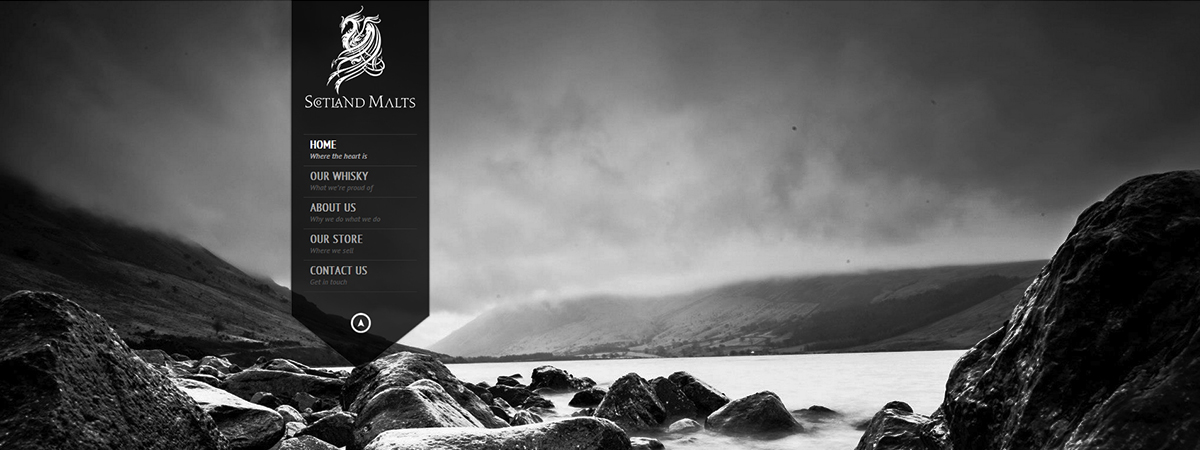 Scotland Malts
HOME
Where the heart is
OUR WHISKY
What we're proud of
ABOUT US
Why we do what we do
OUR STORE
Where we sell
CONTACT US
Get in touch